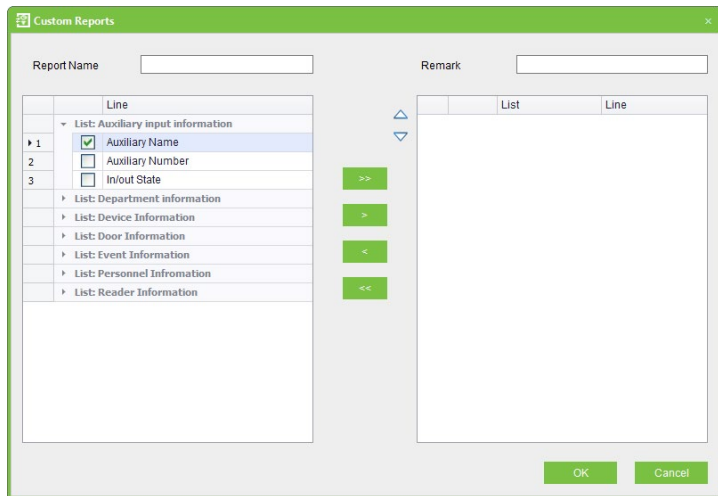 Custom Reports
Report Name
Remark
Line
List: Auxiliary input information
1 Auxiliary Name
2 Auxiliary Number
3 In/out State
List: Department information
List: Device Information
List: Door Information
List: Event Information
List: Personnel Infromation
List: Reader Information
>>
>
<
<<
List Line
OK Cancel